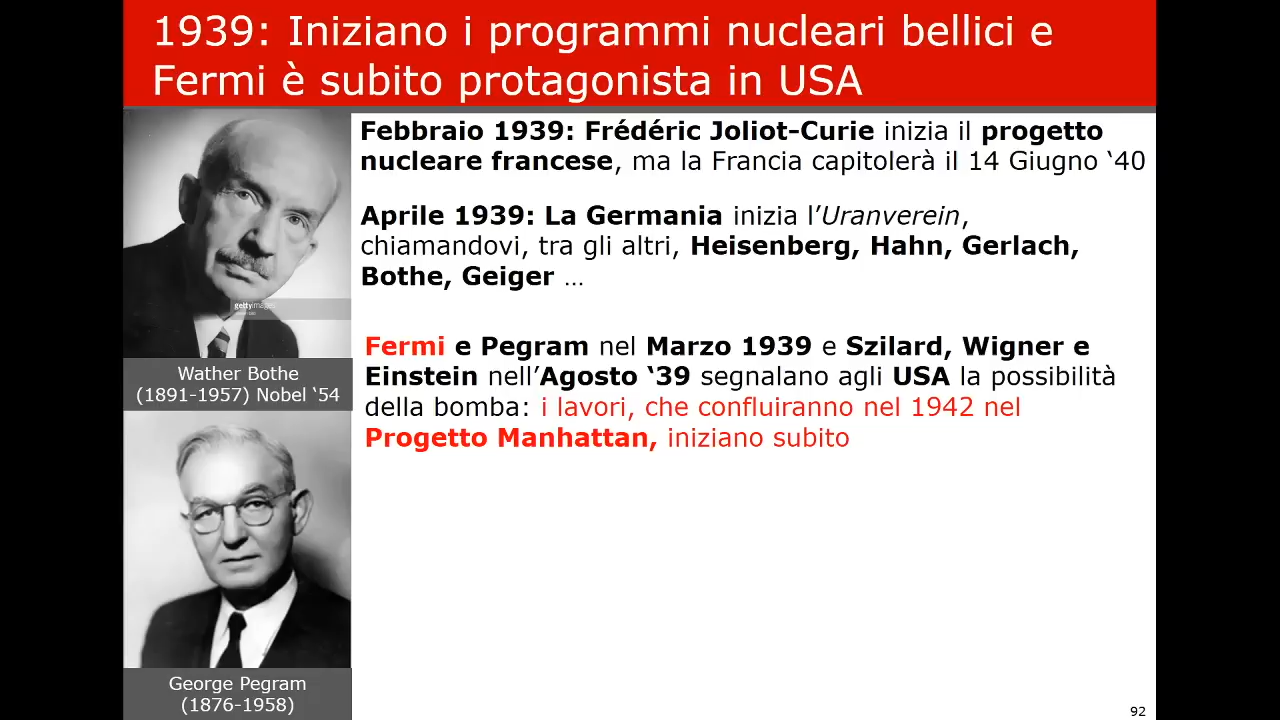 1939: Iniziano i programmi nucleari bellici e
Fermi è subito protagonista in USA
Febbraio 1939: Frédéric Joliot-Curie inizia il progetto
nucleare francese, ma la Francia capitolerà il 14 Giugno ‘40
Aprile 1939: La Germania inizia l’Uranverein,
chiamandovi, tra gli altri, Heisenberg, Hahn, Gerlach,
Bothe, Geiger …
Fermi e Pegram nel Marzo 1939 e Szilard, Wigner e
Einstein nell’Agosto ‘39 segnalano agli USA la possibilità
della bomba: i lavori, che confluiranno nel 1942 nel
Progetto Manhattan, iniziano subito
gettyimages
Wather Bothe
(1891-1957) Nobel ‘54
George Pegram
(1876-1958)
92